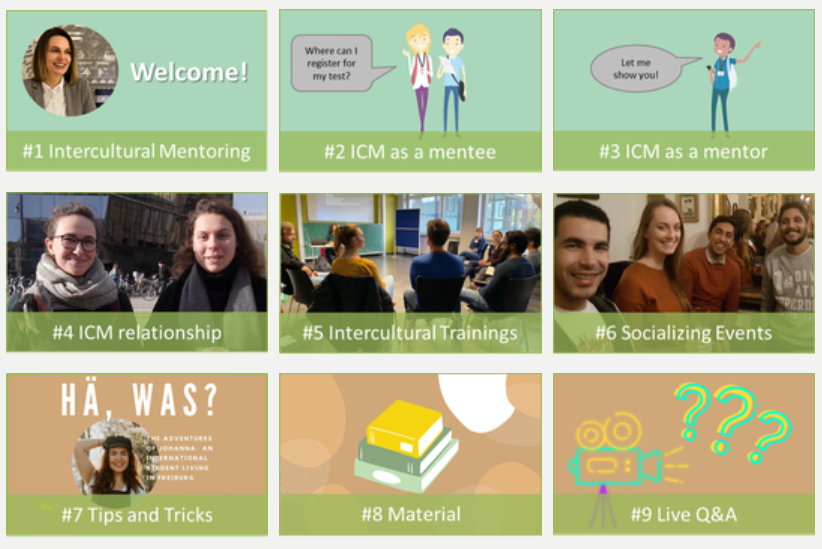 Welcome!
#1 Intercultural Mentoring
Where can I
register for
my test?
#2 ICM as a mentee
Let me
show you!
#3 ICM as a mentor
#4 ICM relationship
#5 Intercultural Trainings
#6 Socializing Events
HÄ, WAS?
THE ADVENTURES
OF JOHANNA- AN
INTERNATIONAL
STUDENT LIVING
IN FREIBURG
#7 Tips and Tricks
#8 Material
#9 Live Q&A